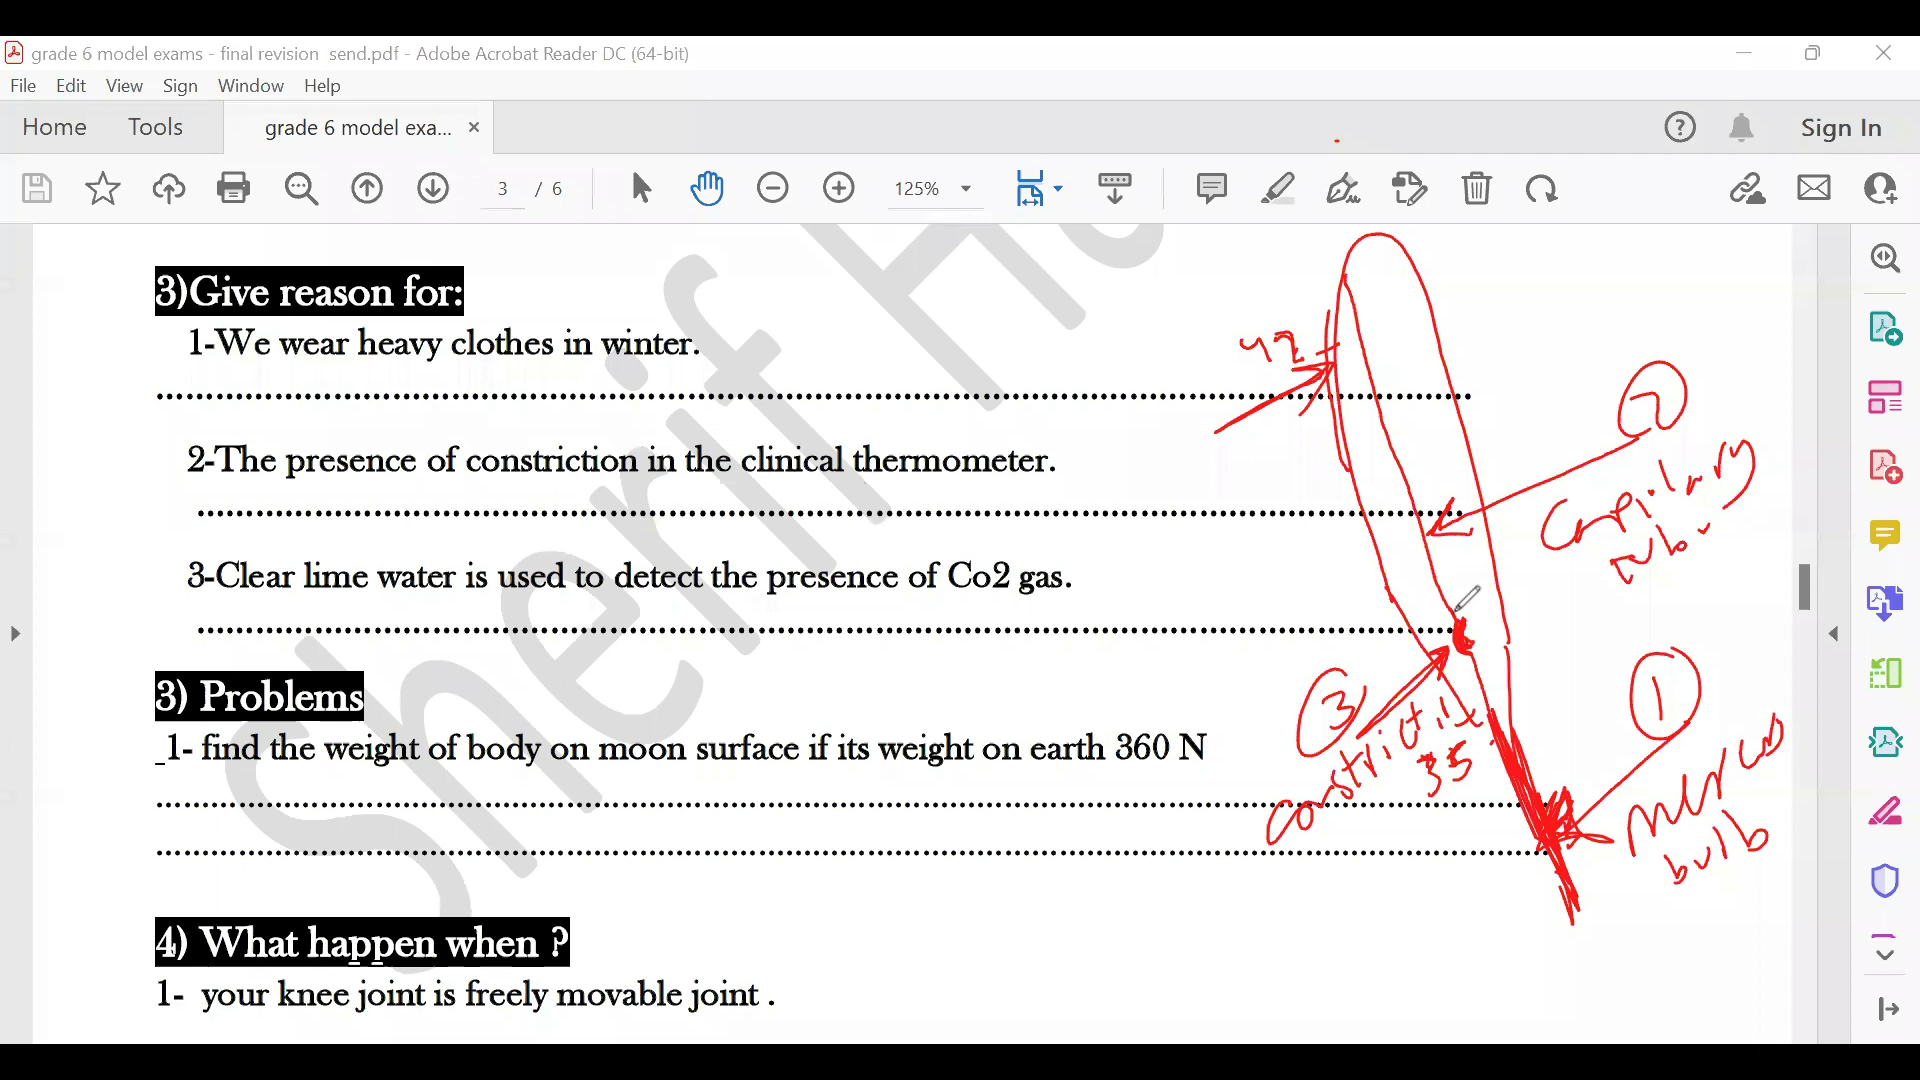 grade 6 model exams - final revision  send.pdf - Adobe Acrobat Reader DC (64-bit)
File Edit View Sign Window Help
Home Tools grade 6 model exa... ×
Sign In
3 / 6 125%
Sherif Ha
3)Give reason for:
1-We wear heavy clothes in winter.
2-The presence of constriction in the clinical thermometer.
3-Clear lime water is used to detect the presence of Co2 gas.
3) Problems
1- find the weight of body on moon surface if its weight on earth 360 N
4) What happen when ?
1- your knee joint is freely movable joint .
42
2
Capillary
3
35
1
bulb